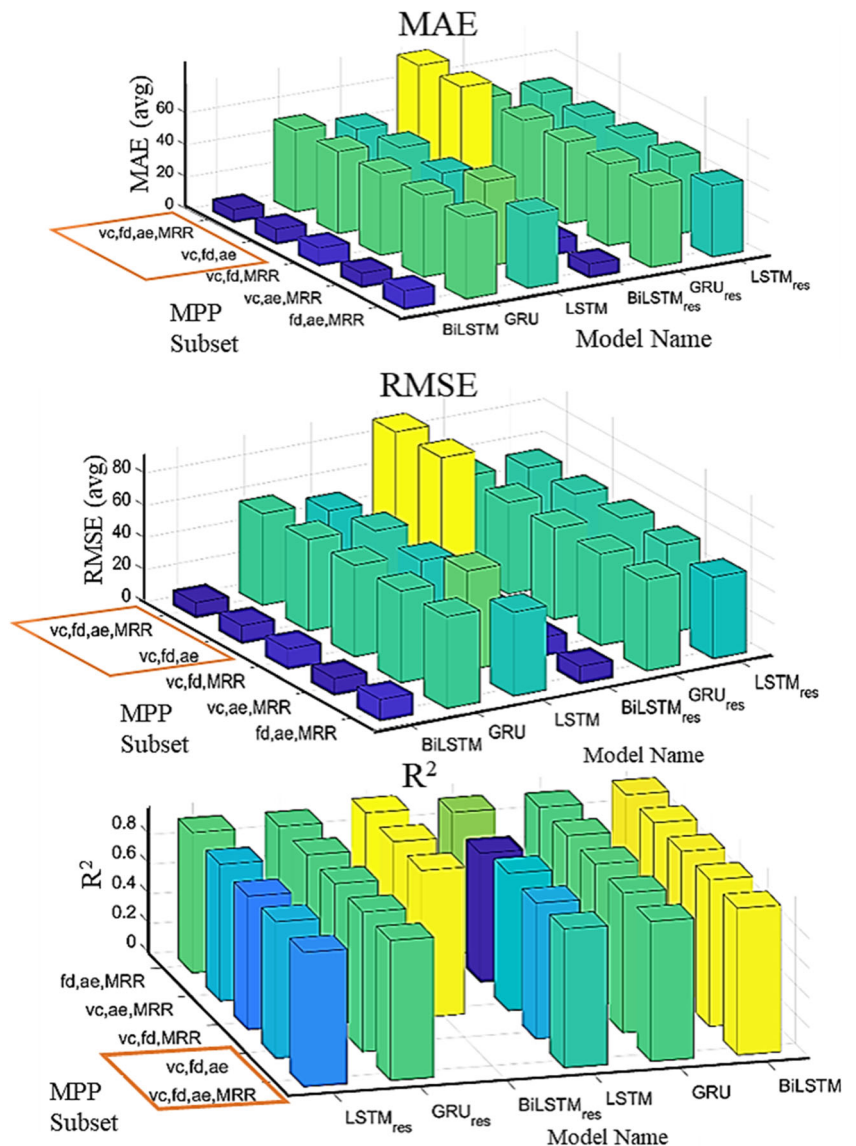 MAE
MAE (avg)
60
40
20
0
vc,fd,ae,MRR
vc,fd,ae
vc,fd,MRR
vc,ae,MRR
fd,ae,MRR
MPP
Subset
BiLSTM
GRU
LSTM
BiLSTMres
GRUres
LSTMres
Model Name
RMSE
RMSE (avg)
80
60
40
20
0
vc,fd,ae,MRR
vc,fd,ae
vc,fd,MRR
vc,ae,MRR
fd,ae,MRR
MPP
Subset
BiLSTM
GRU
LSTM
BiLSTMres
GRUres
LSTMres
Model Name
R²
R²
0.8
0.6
0.4
0.2
0
fd,ae,MRR
vc,ae,MRR
vc,fd,MRR
vc,fd,ae
vc,fd,ae,MRR
MPP
Subset
LSTMres
GRUres
BiLSTMres
LSTM
GRU
BiLSTM
Model Name